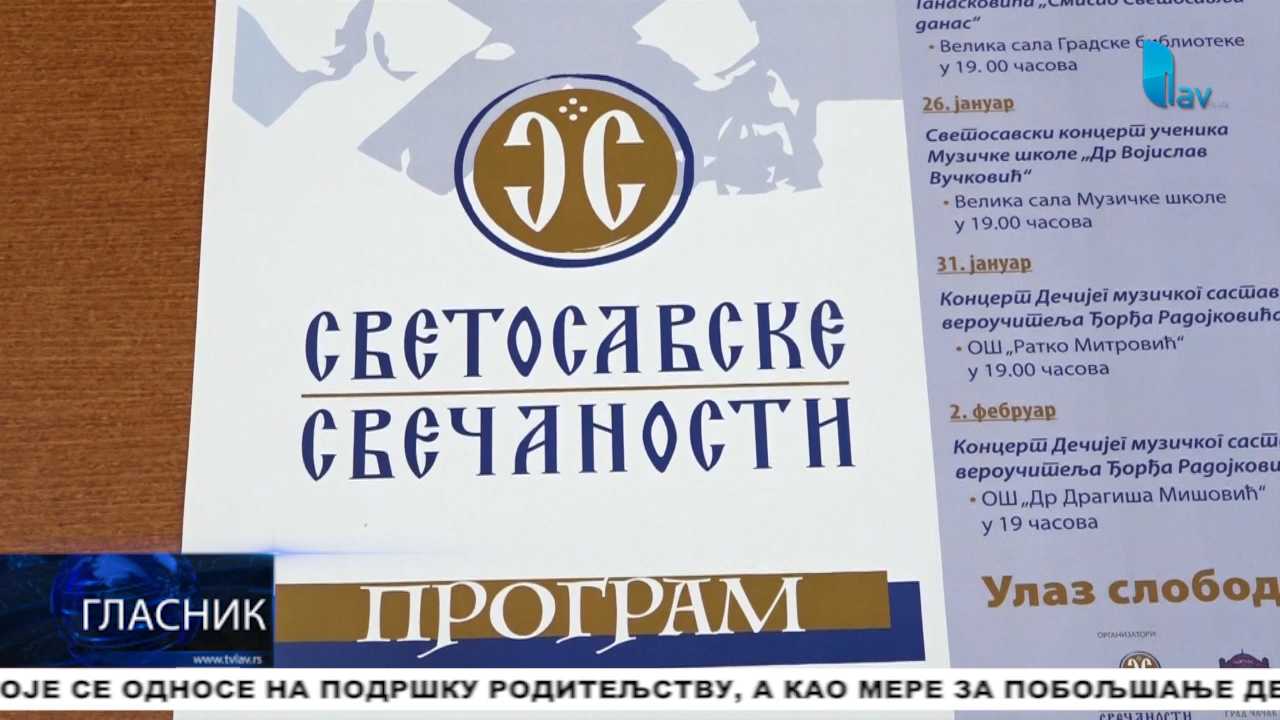 СВЕТОСАВСКЕ
СВЕЧАНОСТИ
ПРОГРАМ
„Смисао Светосавља
данас“
• Велика сала Градске библиотеке
у 19. 00 часова
26. јануар
Светосавски концерт ученика
Музичке школе „Др Војислав
Вучковић“
• Велика сала Музичке школе
у 19.00 часова
31. јануар
Концерт Дечијег музичког састав
вероучитеља Ђорђа Радојковића
• ОШ „Ратко Митровић“
у 19.00 часова
2. фебруар
Концерт Дечијег музичког саст
вероучитеља Ђорђа Радојкови
• ОШ „Др Драгиша Мишовић“
у 19 часова
Улаз слобод
ОРГАНИЗАТОРИ:
СВЕЧАНОСТИ
lav
ГЛАСНИК
www.tvlav.rs
ОЈЕ СЕ ОДНОСЕ НА ПОДРШКУ РОДИТЕЉСТВУ, А КАО МЕРЕ ЗА ПОБОЉШАЊЕ ДЕ